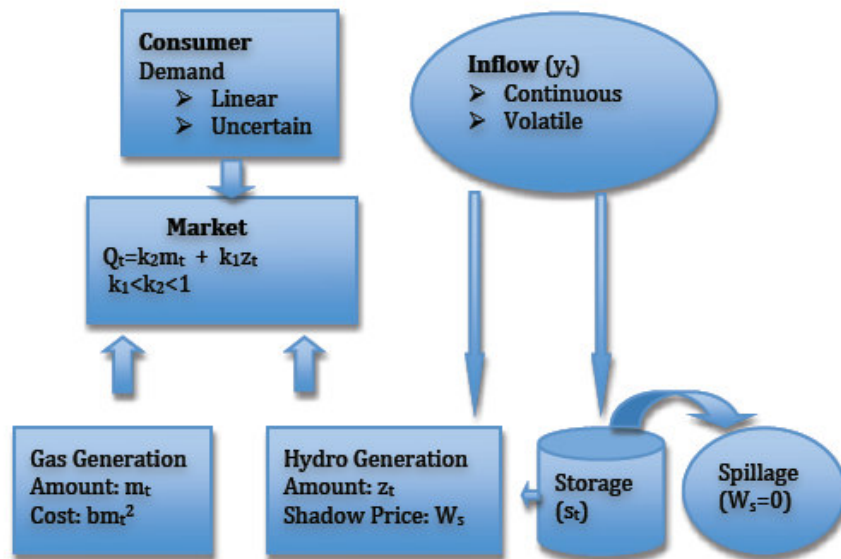 Consumer
Demand
➢ Linear
➢ Uncertain
Inflow (yₜ)
➢ Continuous
➢ Volatile
Market
Qₜ=k₂mₜ + k₁zₜ
k₁<k₂<1
Gas Generation
Amount: mₜ
Cost: bmₜ²
Hydro Generation
Amount: zₜ
Shadow Price: Wₛ
Storage
(sₜ)
Spillage
(Wₛ=0)